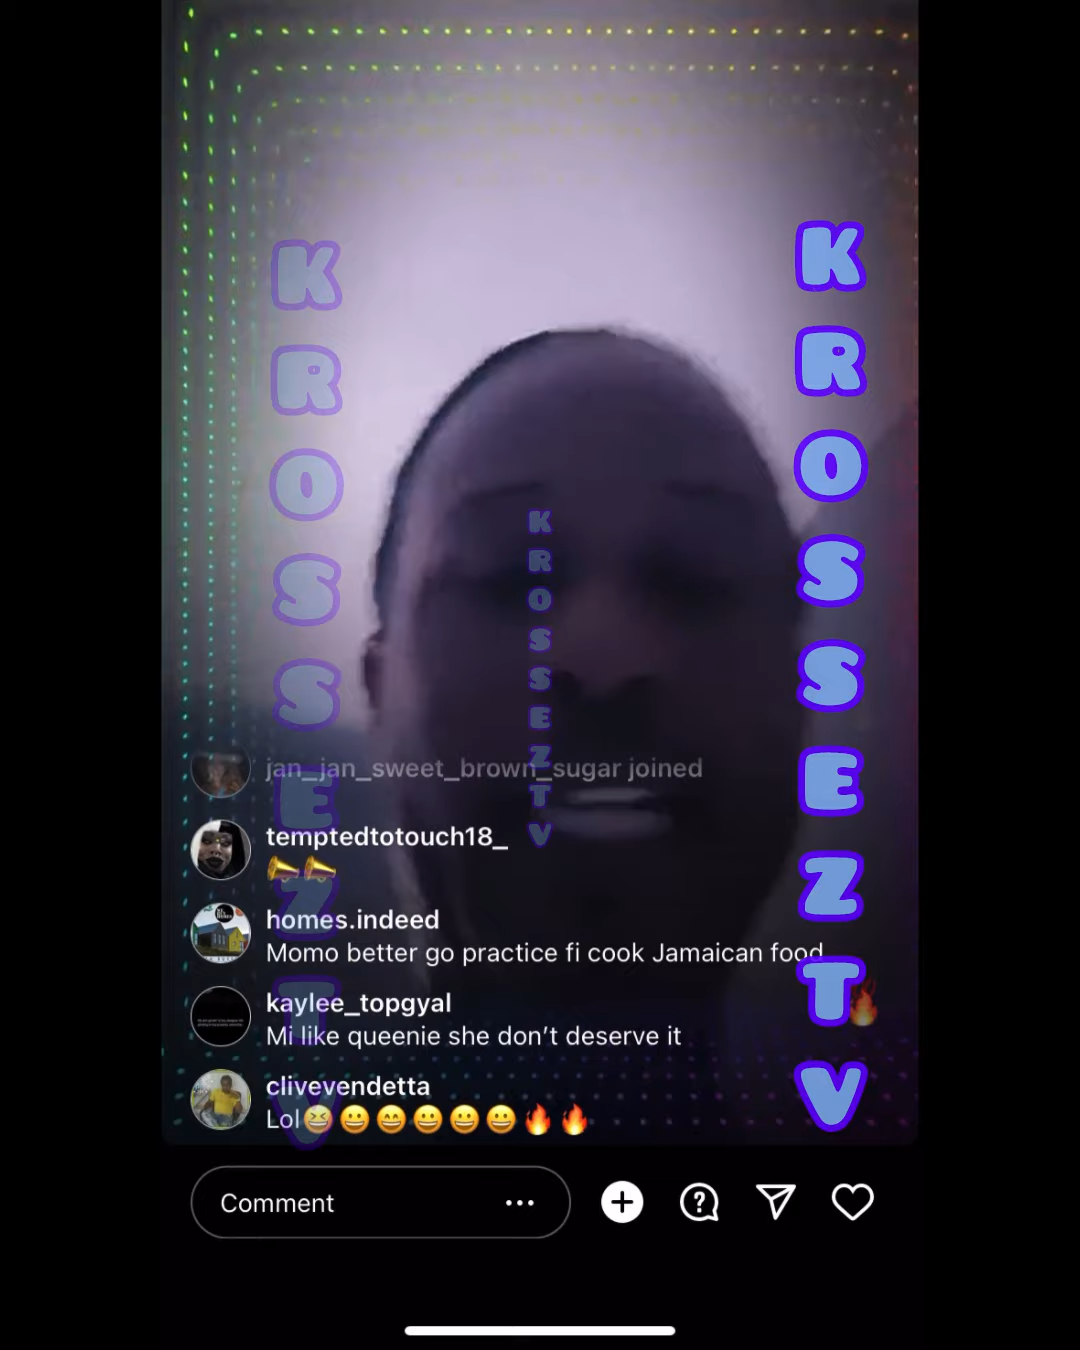 KROSSEZTV
KROSSEZTV
KROSSEZTV
jan_jan_sweet_brown_sugar joined
temptedtotouch18_
📣📣
homes.indeed
Momo better go practice fi cook Jamaican food
🔥
kaylee_topgyal
Mi like queenie she don’t deserve it
clivevendetta
Lol😆😀😄😀😀😀🔥🔥
Comment